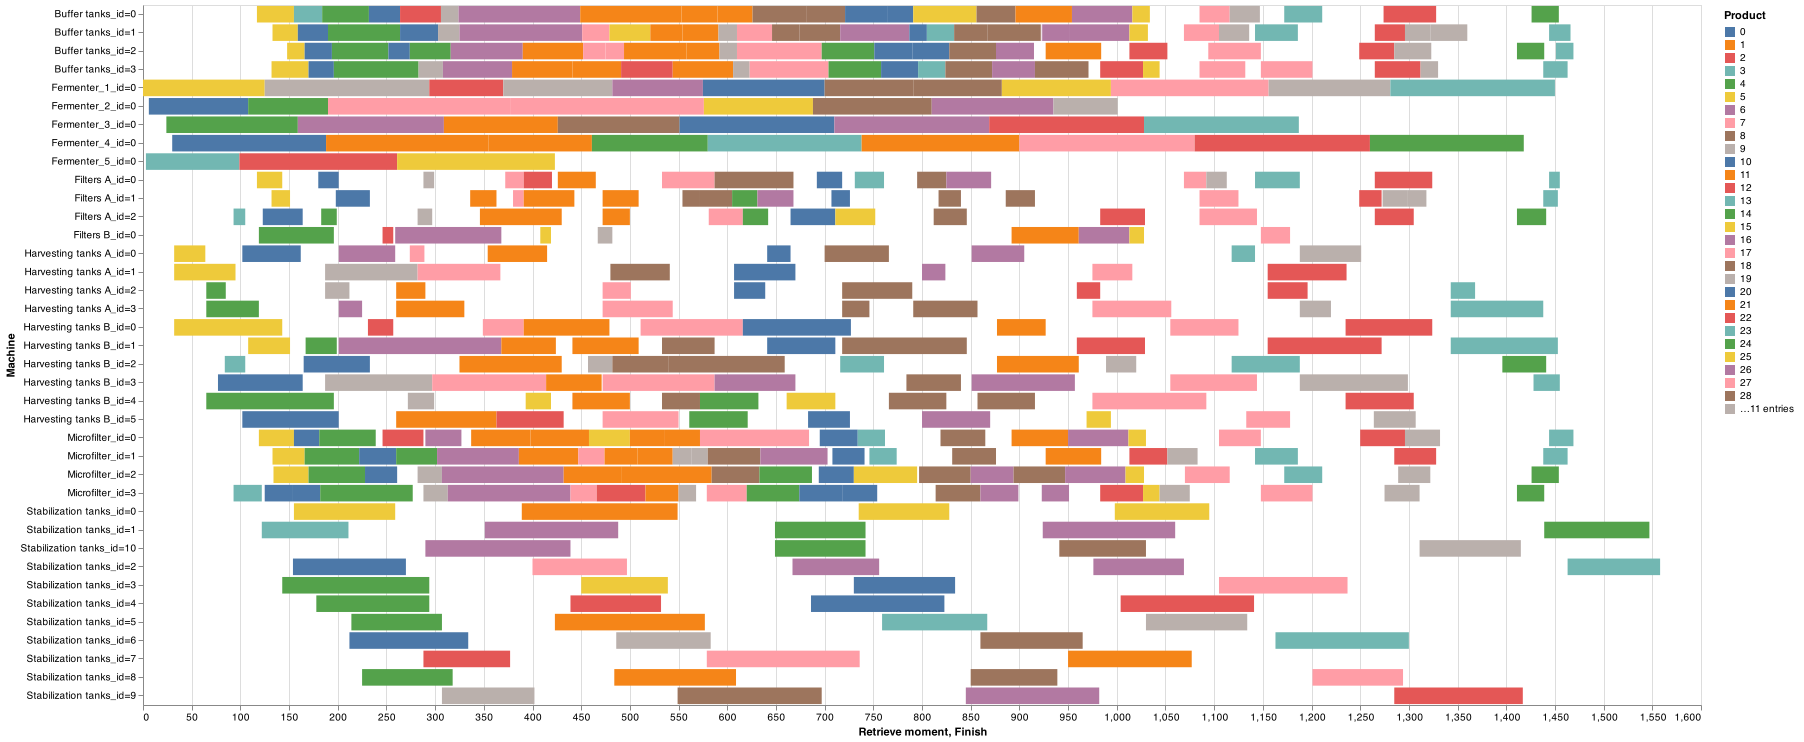 Buffer tanks_id=0
Buffer tanks_id=1
Buffer tanks_id=2
Buffer tanks_id=3
Fermenter_1_id=0
Fermenter_2_id=0
Fermenter_3_id=0
Fermenter_4_id=0
Fermenter_5_id=0
Filters A_id=0
Filters A_id=1
Filters A_id=2
Filters B_id=0
Harvesting tanks A_id=0
Harvesting tanks A_id=1
Harvesting tanks A_id=2
Harvesting tanks A_id=3
Harvesting tanks B_id=0
Harvesting tanks B_id=1
Harvesting tanks B_id=2
Harvesting tanks B_id=3
Harvesting tanks B_id=4
Harvesting tanks B_id=5
Microfilter_id=0
Microfilter_id=1
Microfilter_id=2
Microfilter_id=3
Stabilization tanks_id=0
Stabilization tanks_id=1
Stabilization tanks_id=10
Stabilization tanks_id=2
Stabilization tanks_id=3
Stabilization tanks_id=4
Stabilization tanks_id=5
Stabilization tanks_id=6
Stabilization tanks_id=7
Stabilization tanks_id=8
Stabilization tanks_id=9
Machine
0 50 100 150 200 250 300 350 400 450 500 550 600 650 700 750 800 850 900 950 1,000 1,050 1,100 1,150 1,200 1,250 1,300 1,350 1,400 1,450 1,500 1,550 1,600
Retrieve moment, Finish
Product
0
1
2
3
4
5
6
7
8
9
10
11
12
13
14
15
16
17
18
19
20
21
22
23
24
25
26
27
28
…11 entries